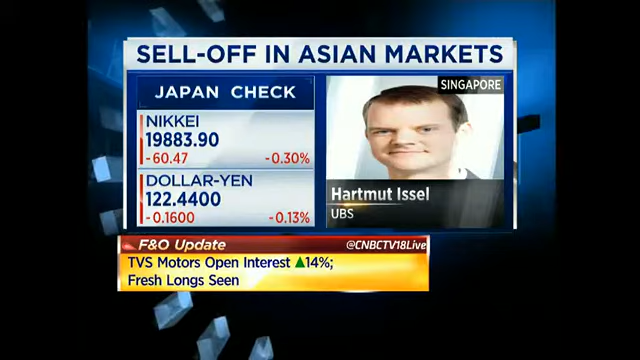 SELL-OFF IN ASIAN MARKETS
JAPAN CHECK
NIKKEI
19883.90
-60.47 -0.30%
DOLLAR-YEN
122.4400
-0.1600 -0.13%
SINGAPORE
Hartmut Issel
UBS
F&O Update @CNBCTV18Live
TVS Motors Open Interest ▲14%;
Fresh Longs Seen